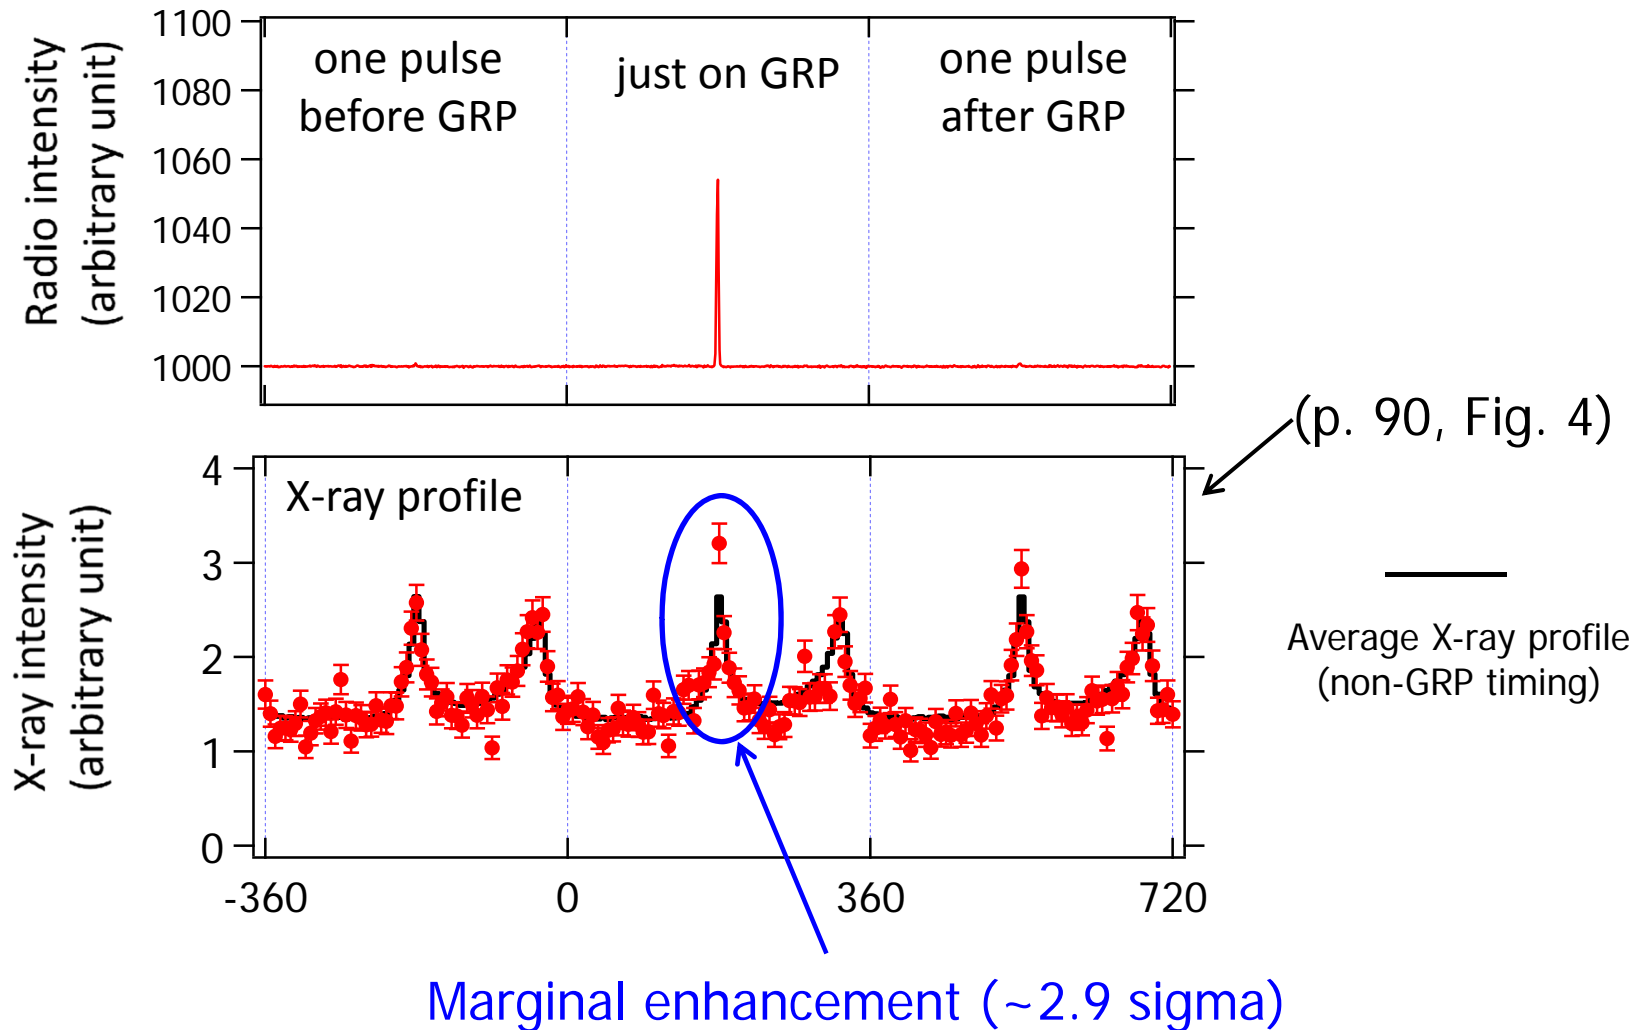 Radio intensity
(arbitrary unit)
1100
1080
1060
1040
1020
1000
one pulse
before GRP
just on GRP
one pulse
after GRP
(p. 90, Fig. 4)
X-ray intensity
(arbitrary unit)
4
3
2
1
0
X-ray profile
Average X-ray profile
(non-GRP timing)
-360
0
360
720
Marginal enhancement (~2.9 sigma)